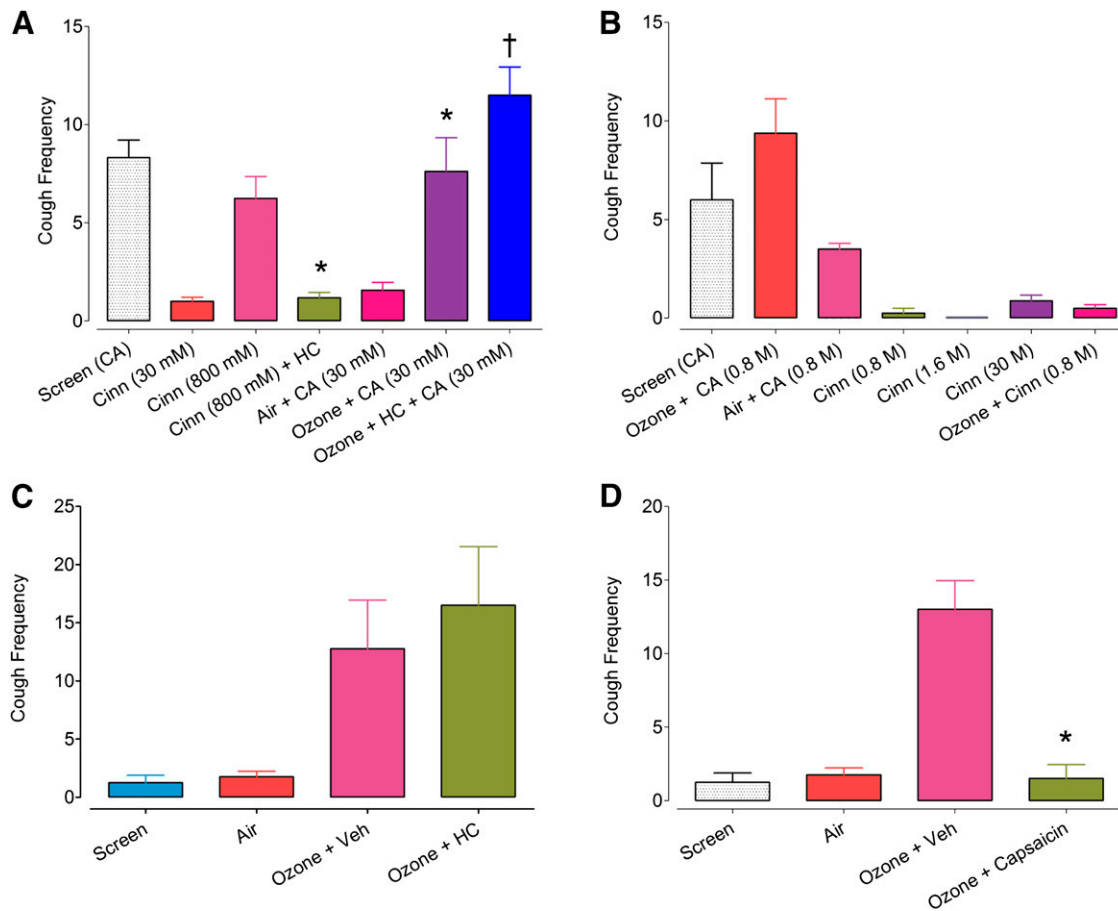 A
Cough Frequency
15
10
5
0
*
*
†
Screen (CA)
Cinn (30 mM)
Cinn (800 mM)
Cinn (800 mM) + HC
Air + CA (30 mM)
Ozone + CA (30 mM)
Ozone + HC + CA (30 mM)
B
Cough Frequency
15
10
5
0
Screen (CA)
Ozone + CA (0.8 M)
Air + CA (0.8 M)
Cinn (0.8 M)
Cinn (1.6 M)
Cinn (30 M)
Ozone + Cinn (0.8 M)
C
Cough Frequency
25
20
15
10
5
0
Screen
Air
Ozone + Veh
Ozone + HC
D
Cough Frequency
20
15
10
5
0
*
Screen
Air
Ozone + Veh
Ozone + Capsaicin